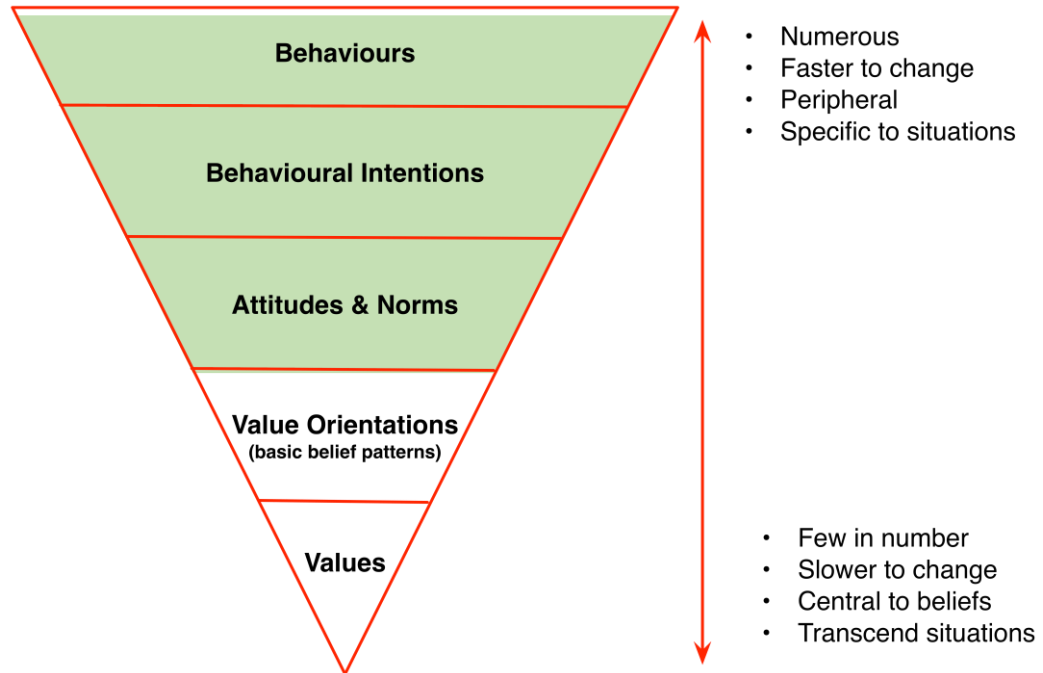 Behaviours
Behavioural Intentions
Attitudes & Norms
Value Orientations
(basic belief patterns)
Values
• Numerous
• Faster to change
• Peripheral
• Specific to situations
• Few in number
• Slower to change
• Central to beliefs
• Transcend situations